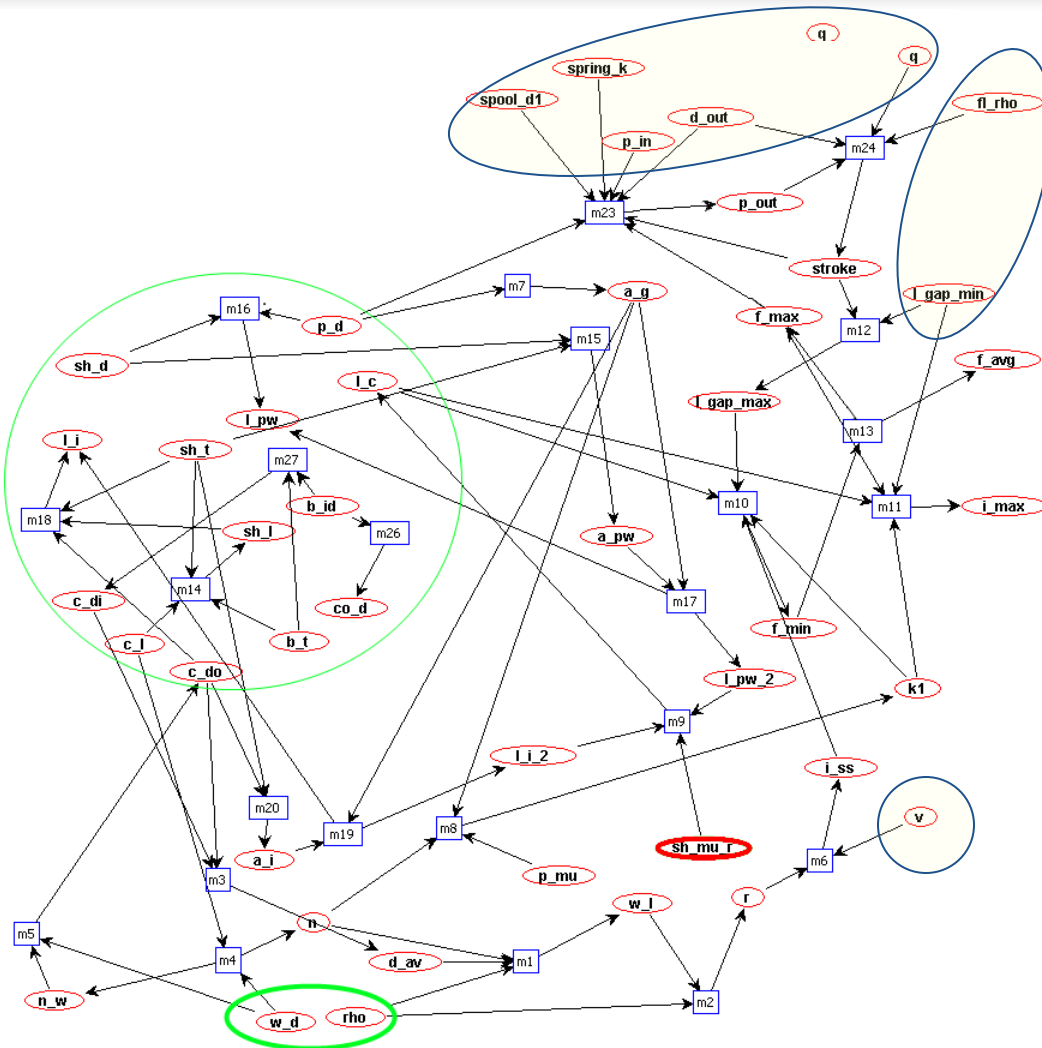 q
q
spring_k
spool_d1
fl_rho
d_out
p_in
m24
p_out
m23
stroke
m7
a_g
l_gap_min
m16
p_d
f_max
m12
m15
sh_d
f_avg
l_c
l_gap_max
l_pw
m13
l_i
sh_t
m27
b_id
m10
m11
i_max
m18
sh_l
m26
a_pw
m14
c_di
co_d
m17
f_min
c_l
b_t
c_do
l_pw_2
k1
m9
l_i_2
i_ss
m20
v
m8
m19
sh_mu_r
a_i
m6
m3
p_mu
r
w_l
n
m5
m4
d_av
m1
n_w
m2
w_d
rho